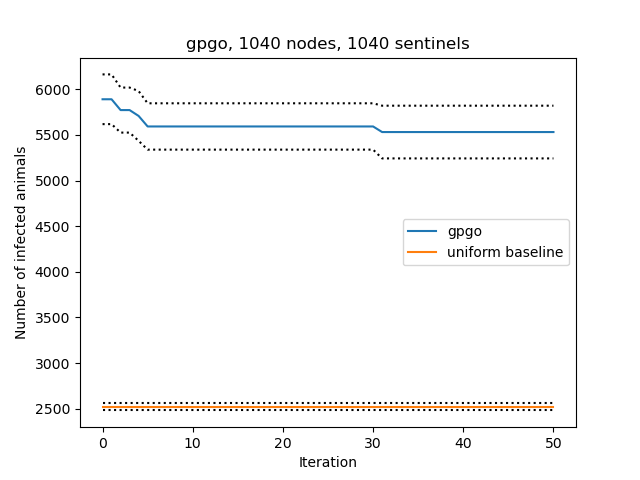 gpgo, 1040 nodes, 1040 sentinels
Number of infected animals
6000
5500
5000
4500
4000
3500
3000
2500
gpgo
uniform baseline
0 10 20 30 40 50
Iteration